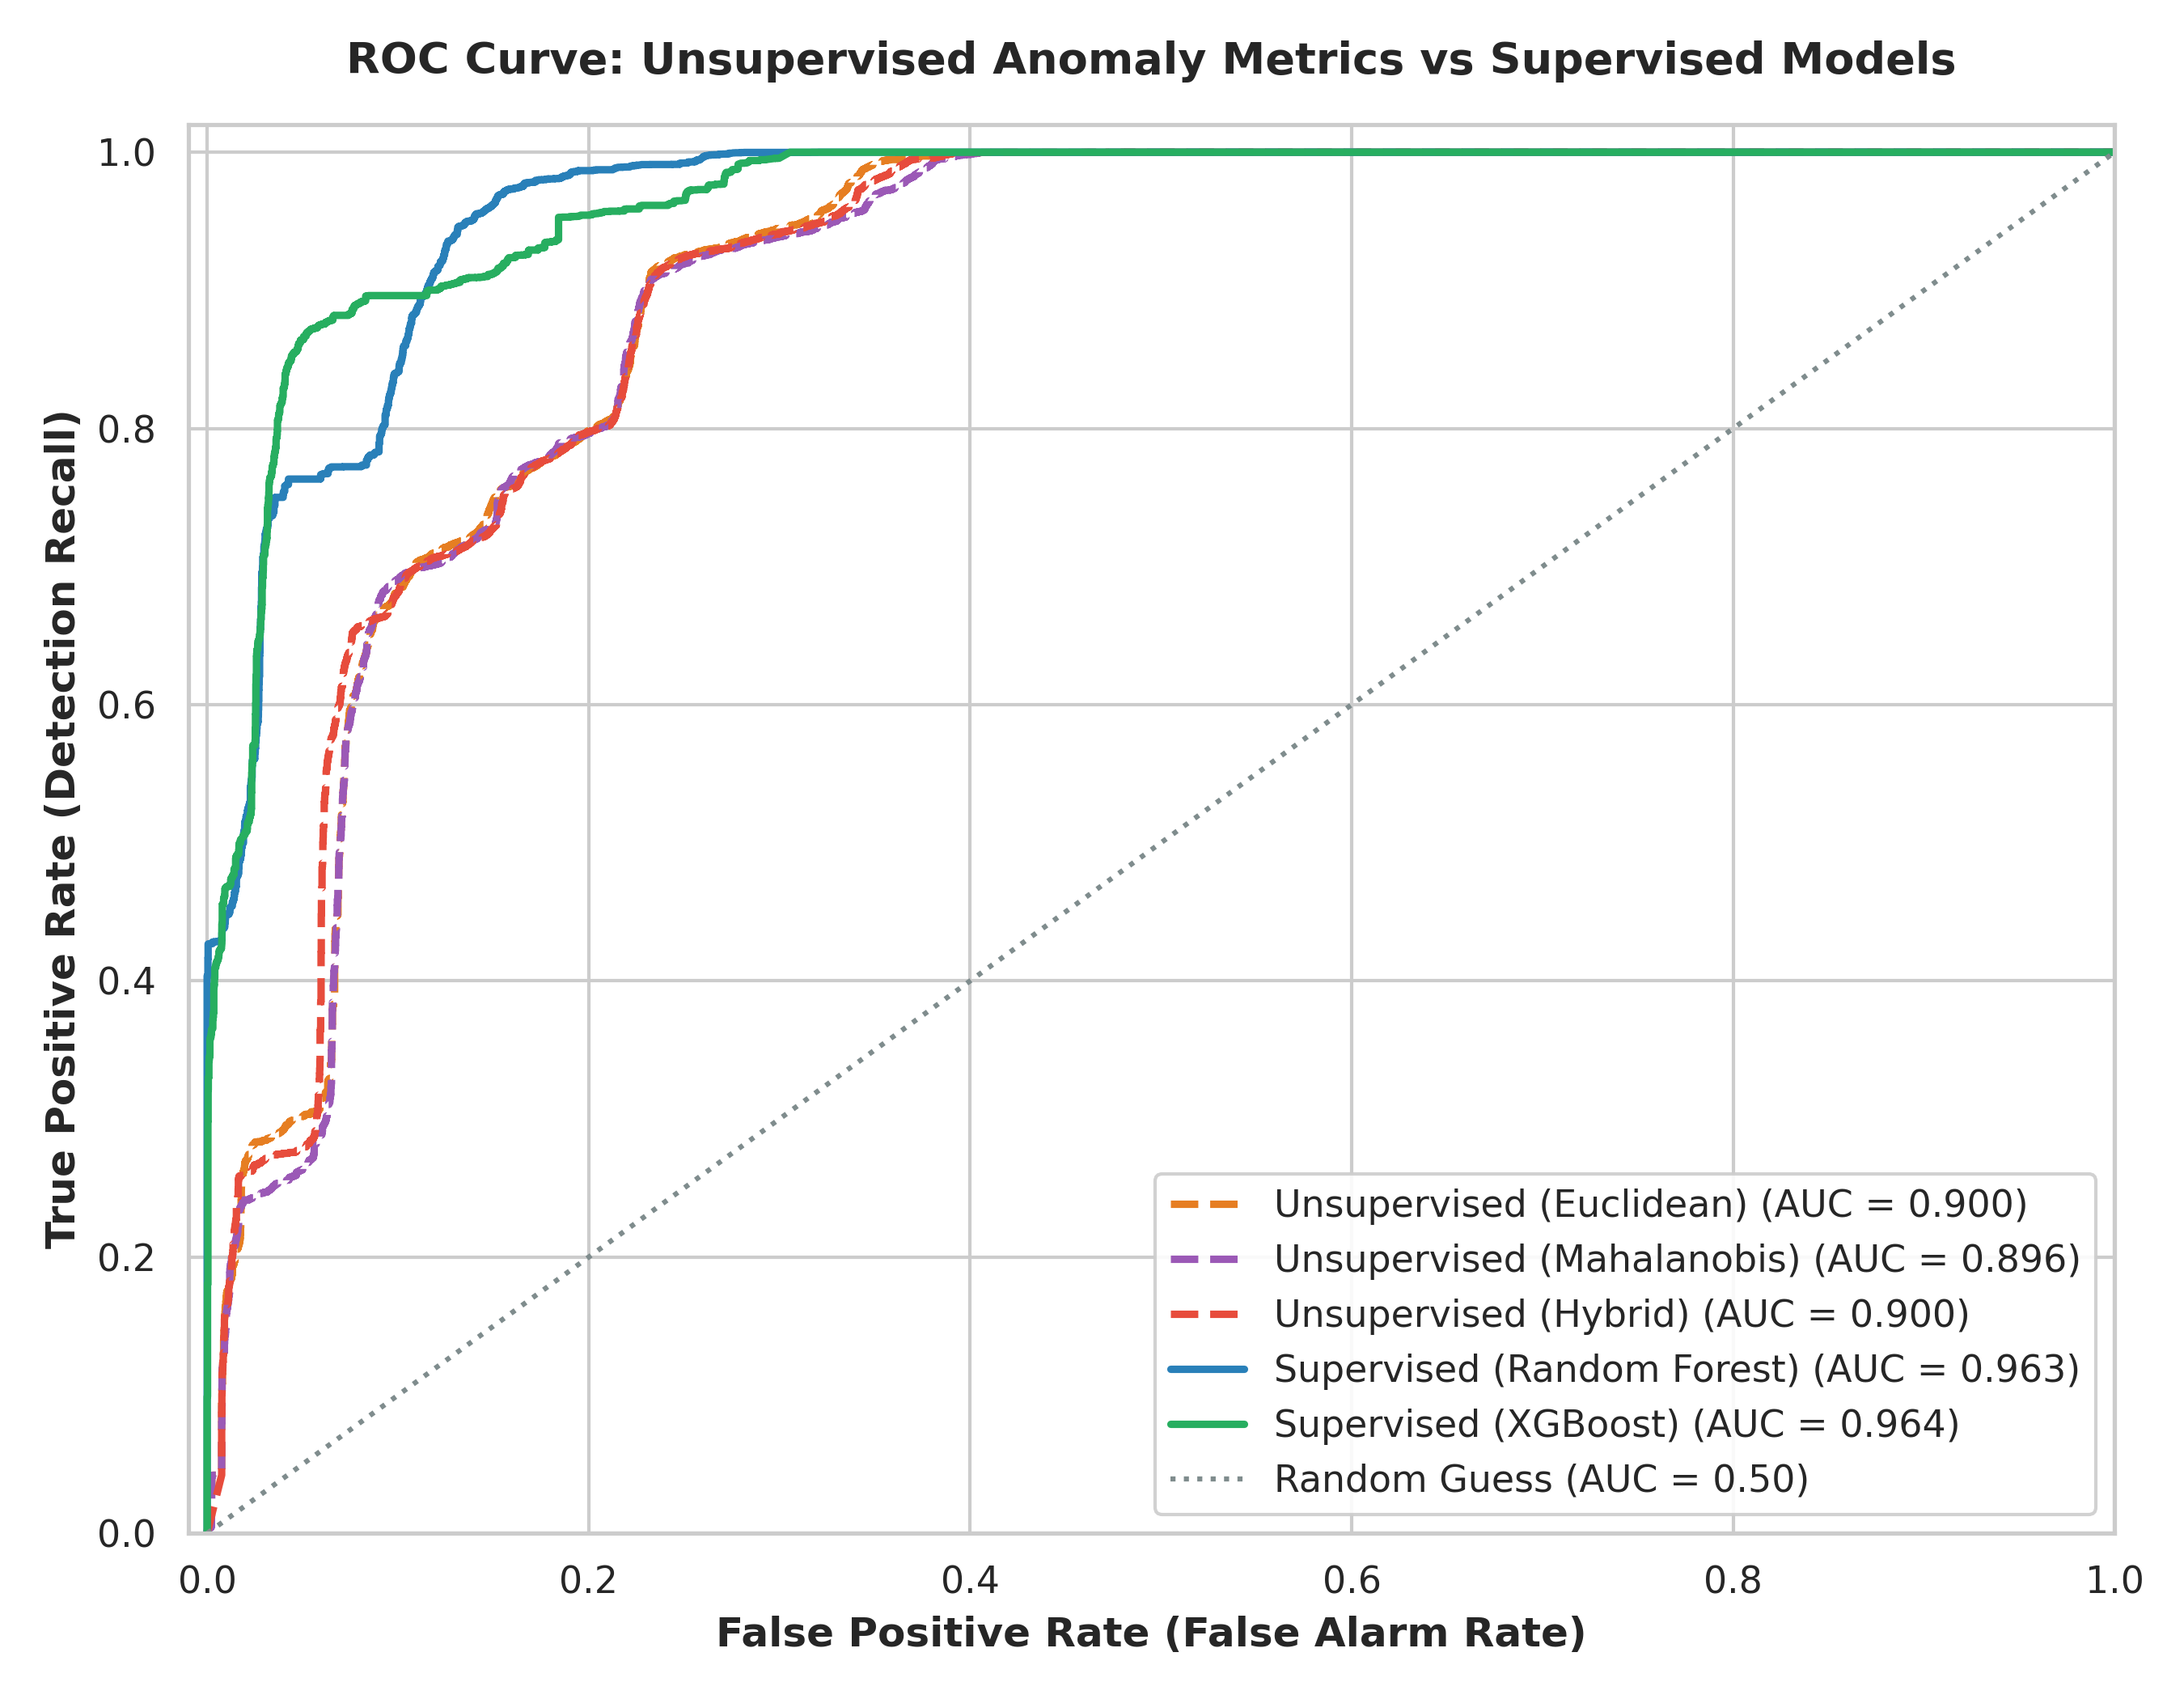 ROC Curve: Unsupervised Anomaly Metrics vs Supervised Models
True Positive Rate (Detection Recall)
1.0
0.8
0.6
0.4
0.2
0.0
Unsupervised (Euclidean) (AUC = 0.900)
Unsupervised (Mahalanobis) (AUC = 0.896)
Unsupervised (Hybrid) (AUC = 0.900)
Supervised (Random Forest) (AUC = 0.963)
Supervised (XGBoost) (AUC = 0.964)
Random Guess (AUC = 0.50)
0.0 0.2 0.4 0.6 0.8 1.0
False Positive Rate (False Alarm Rate)